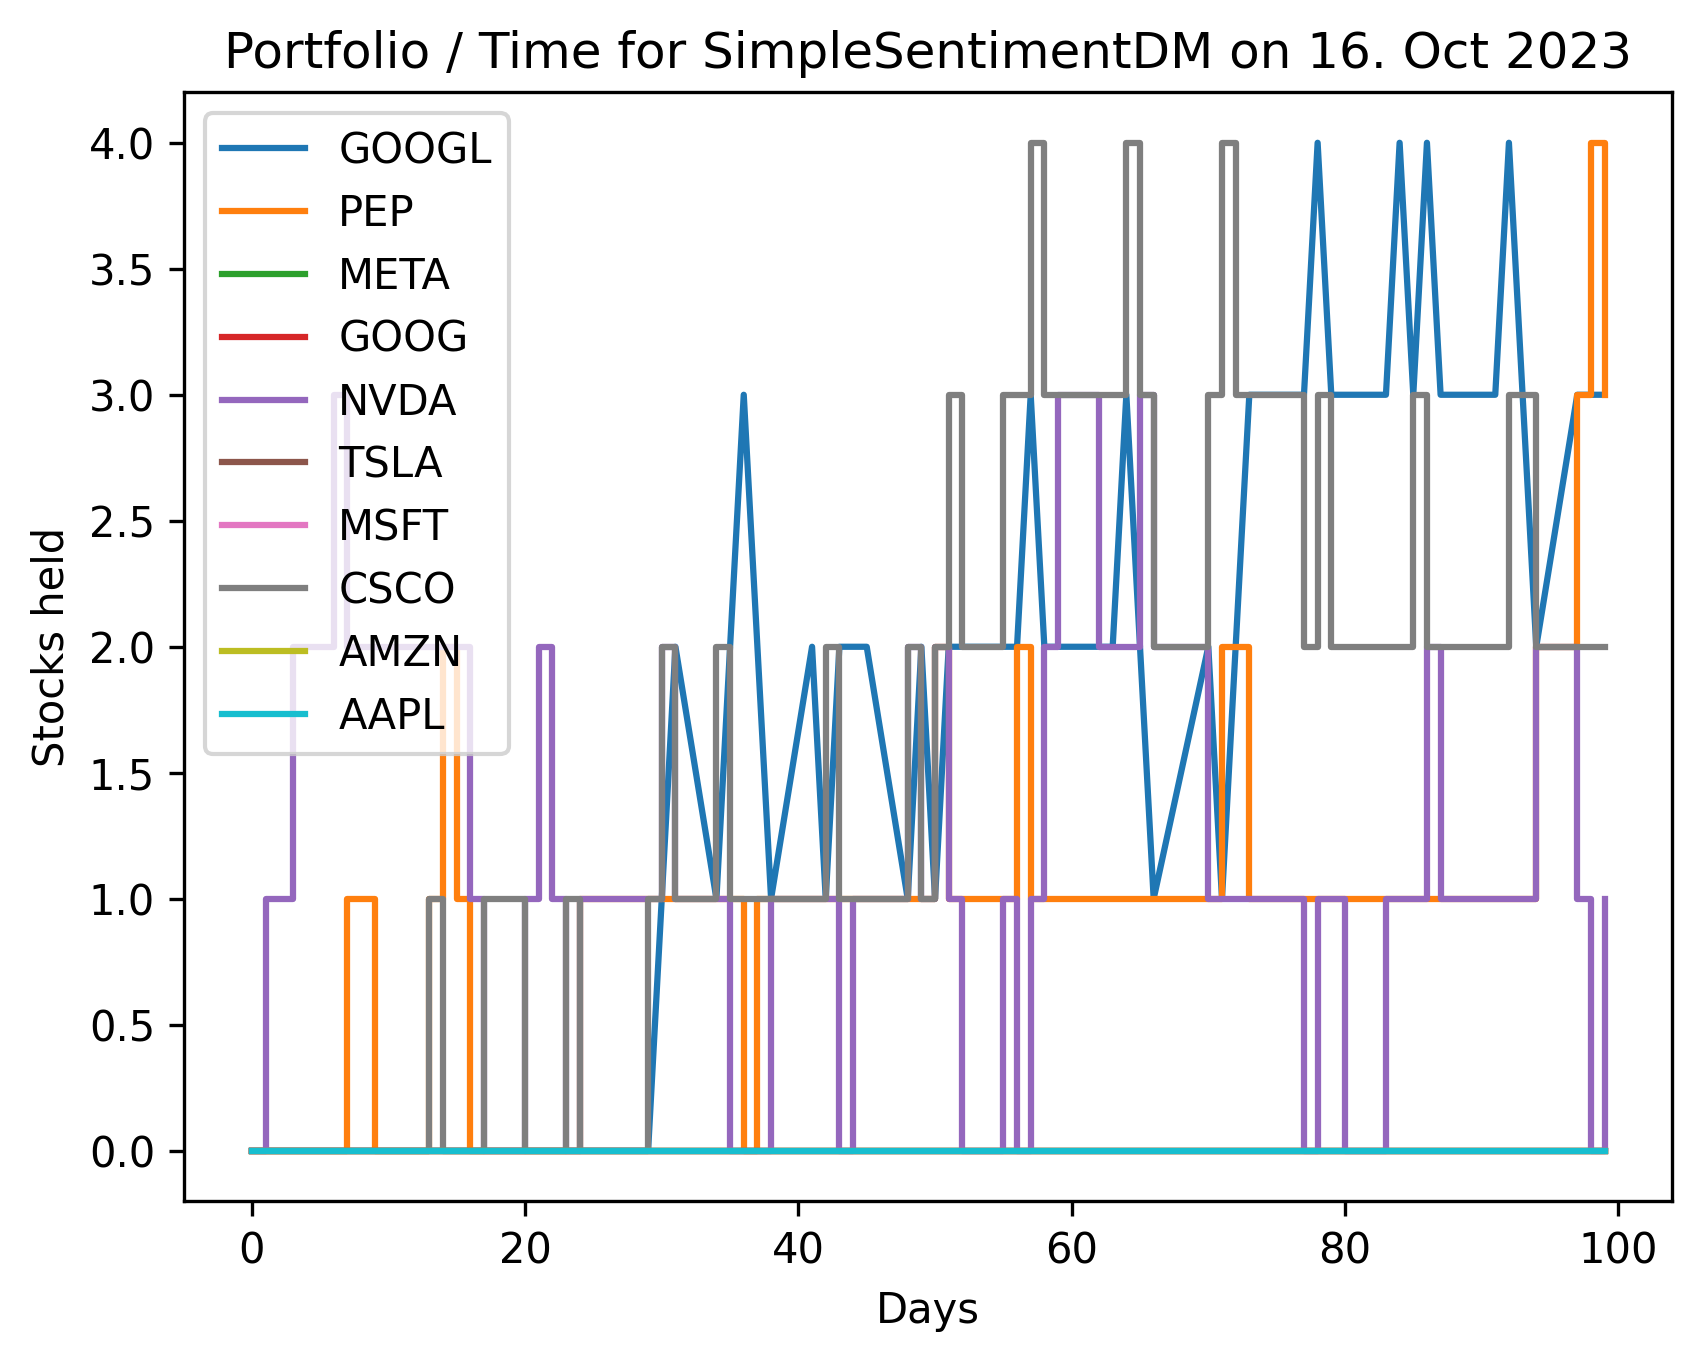 Portfolio / Time for SimpleSentimentDM on 16. Oct 2023
GOOGL
PEP
META
GOOG
NVDA
TSLA
MSFT
CSCO
AMZN
AAPL
Stocks held
4.0
3.5
3.0
2.5
2.0
1.5
1.0
0.5
0.0
0 20 40 60 80 100
Days